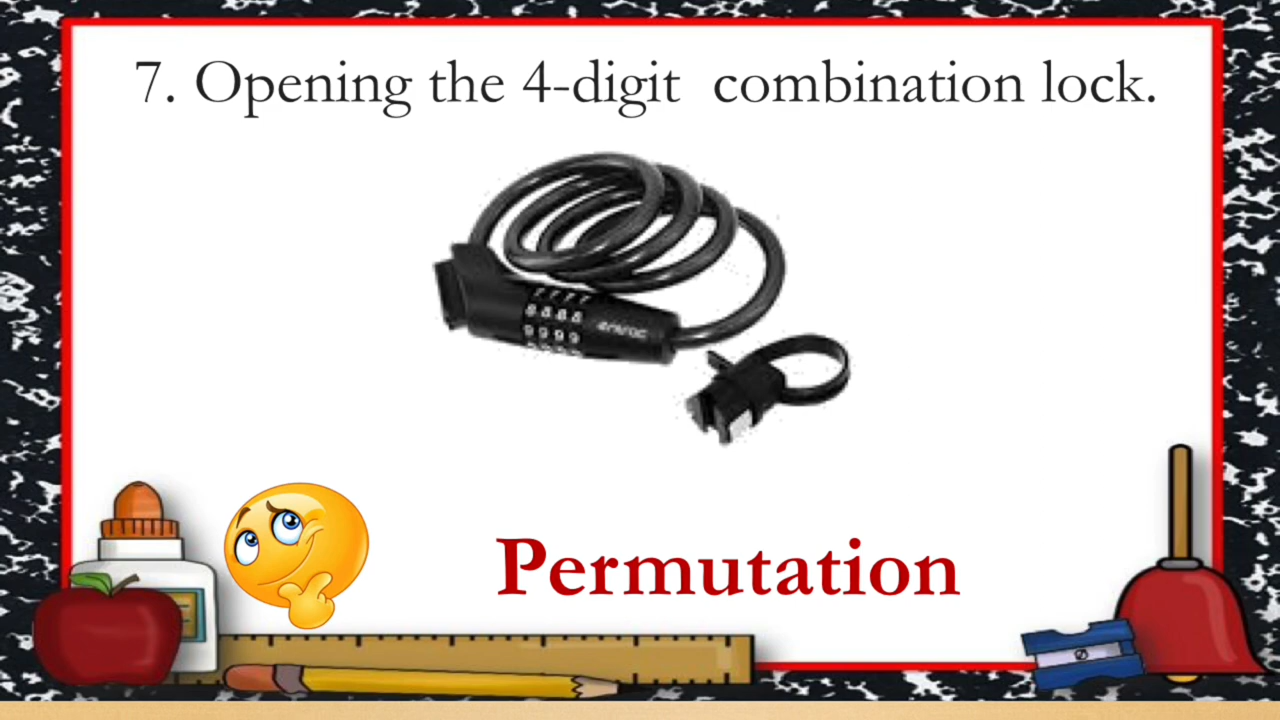 7. Opening the 4-digit combination lock.
Permutation